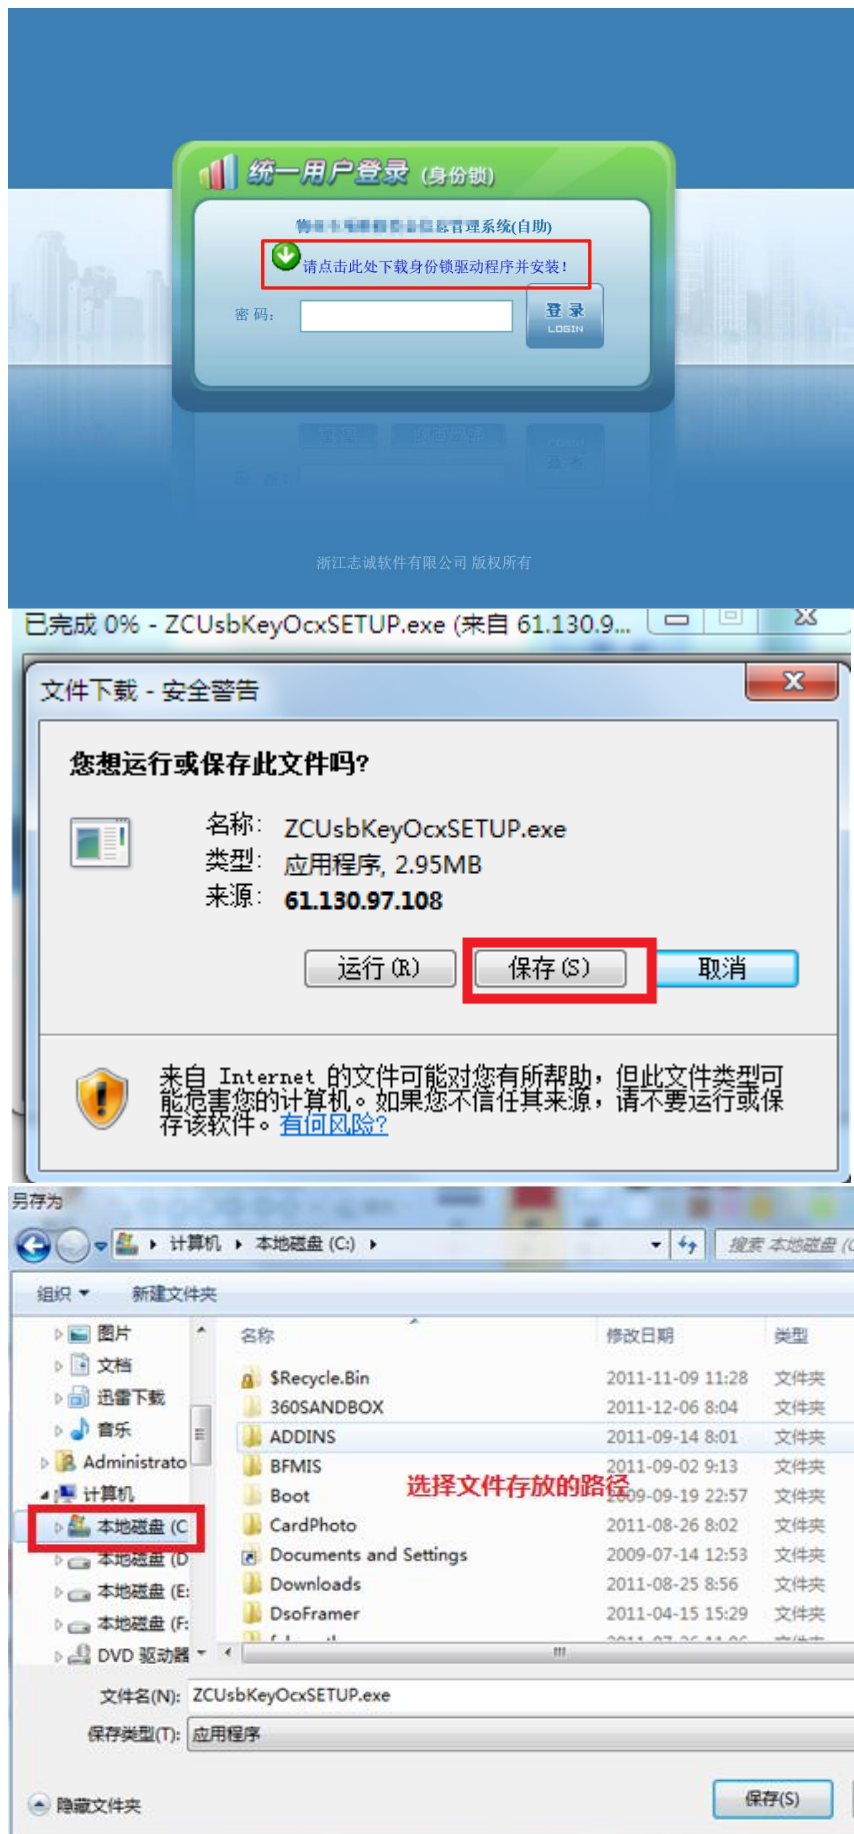 统一用户登录 (身份锁)
管理系统(自助)
请点击此处下载身份锁驱动程序并安装!
密 码:
登 录
LOGIN
浙江志诚软件有限公司 版权所有
已完成 0% - ZCUsbKeyOcxSETUP.exe (来自 61.130.9...
文件下载 - 安全警告
您想运行或保存此文件吗?
名称: ZCUsbKeyOcxSETUP.exe
类型: 应用程序, 2.95MB
来源: 61.130.97.108
运行(R) 保存(S) 取消
来自 Internet 的文件可能对您有所帮助，但此文件类型可
能危害您的计算机。如果您不信任其来源，请不要运行或保
存该软件。有何风险?
另存为
计算机 本地磁盘 (C:) 搜索 本地磁盘 (C
组织 新建文件夹
名称 修改日期 类型
图片
文档
迅雷下载
音乐
Administrato
计算机
本地磁盘 (C
本地磁盘 (D
本地磁盘 (E:
本地磁盘 (F:
DVD 驱动器
$Recycle.Bin 2011-11-09 11:28 文件夹
360SANDBOX 2011-12-06 8:04 文件夹
ADDINS 2011-09-14 8:01 文件夹
BFMIS 2011-09-02 9:13 文件夹
选择文件存放的路径
Boot 2009-09-19 22:57 文件夹
CardPhoto 2011-08-26 8:02 文件夹
Documents and Settings 2009-07-14 12:53 文件夹
Downloads 2011-08-25 8:56 文件夹
DsoFramer 2011-04-15 15:29 文件夹
文件名(N): ZCUsbKeyOcxSETUP.exe
保存类型(T): 应用程序
隐藏文件夹 保存(S)